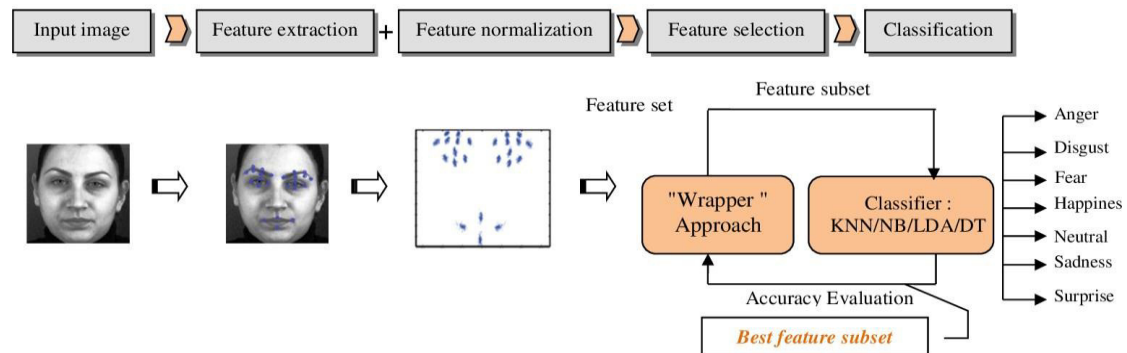 Input image
Feature extraction
+
Feature normalization
Feature selection
Classification
Feature set
Feature subset
"Wrapper "
Approach
Classifier :
KNN/NB/LDA/DT
Accuracy Evaluation
Best feature subset
Anger
Disgust
Fear
Happines
Neutral
Sadness
Surprise